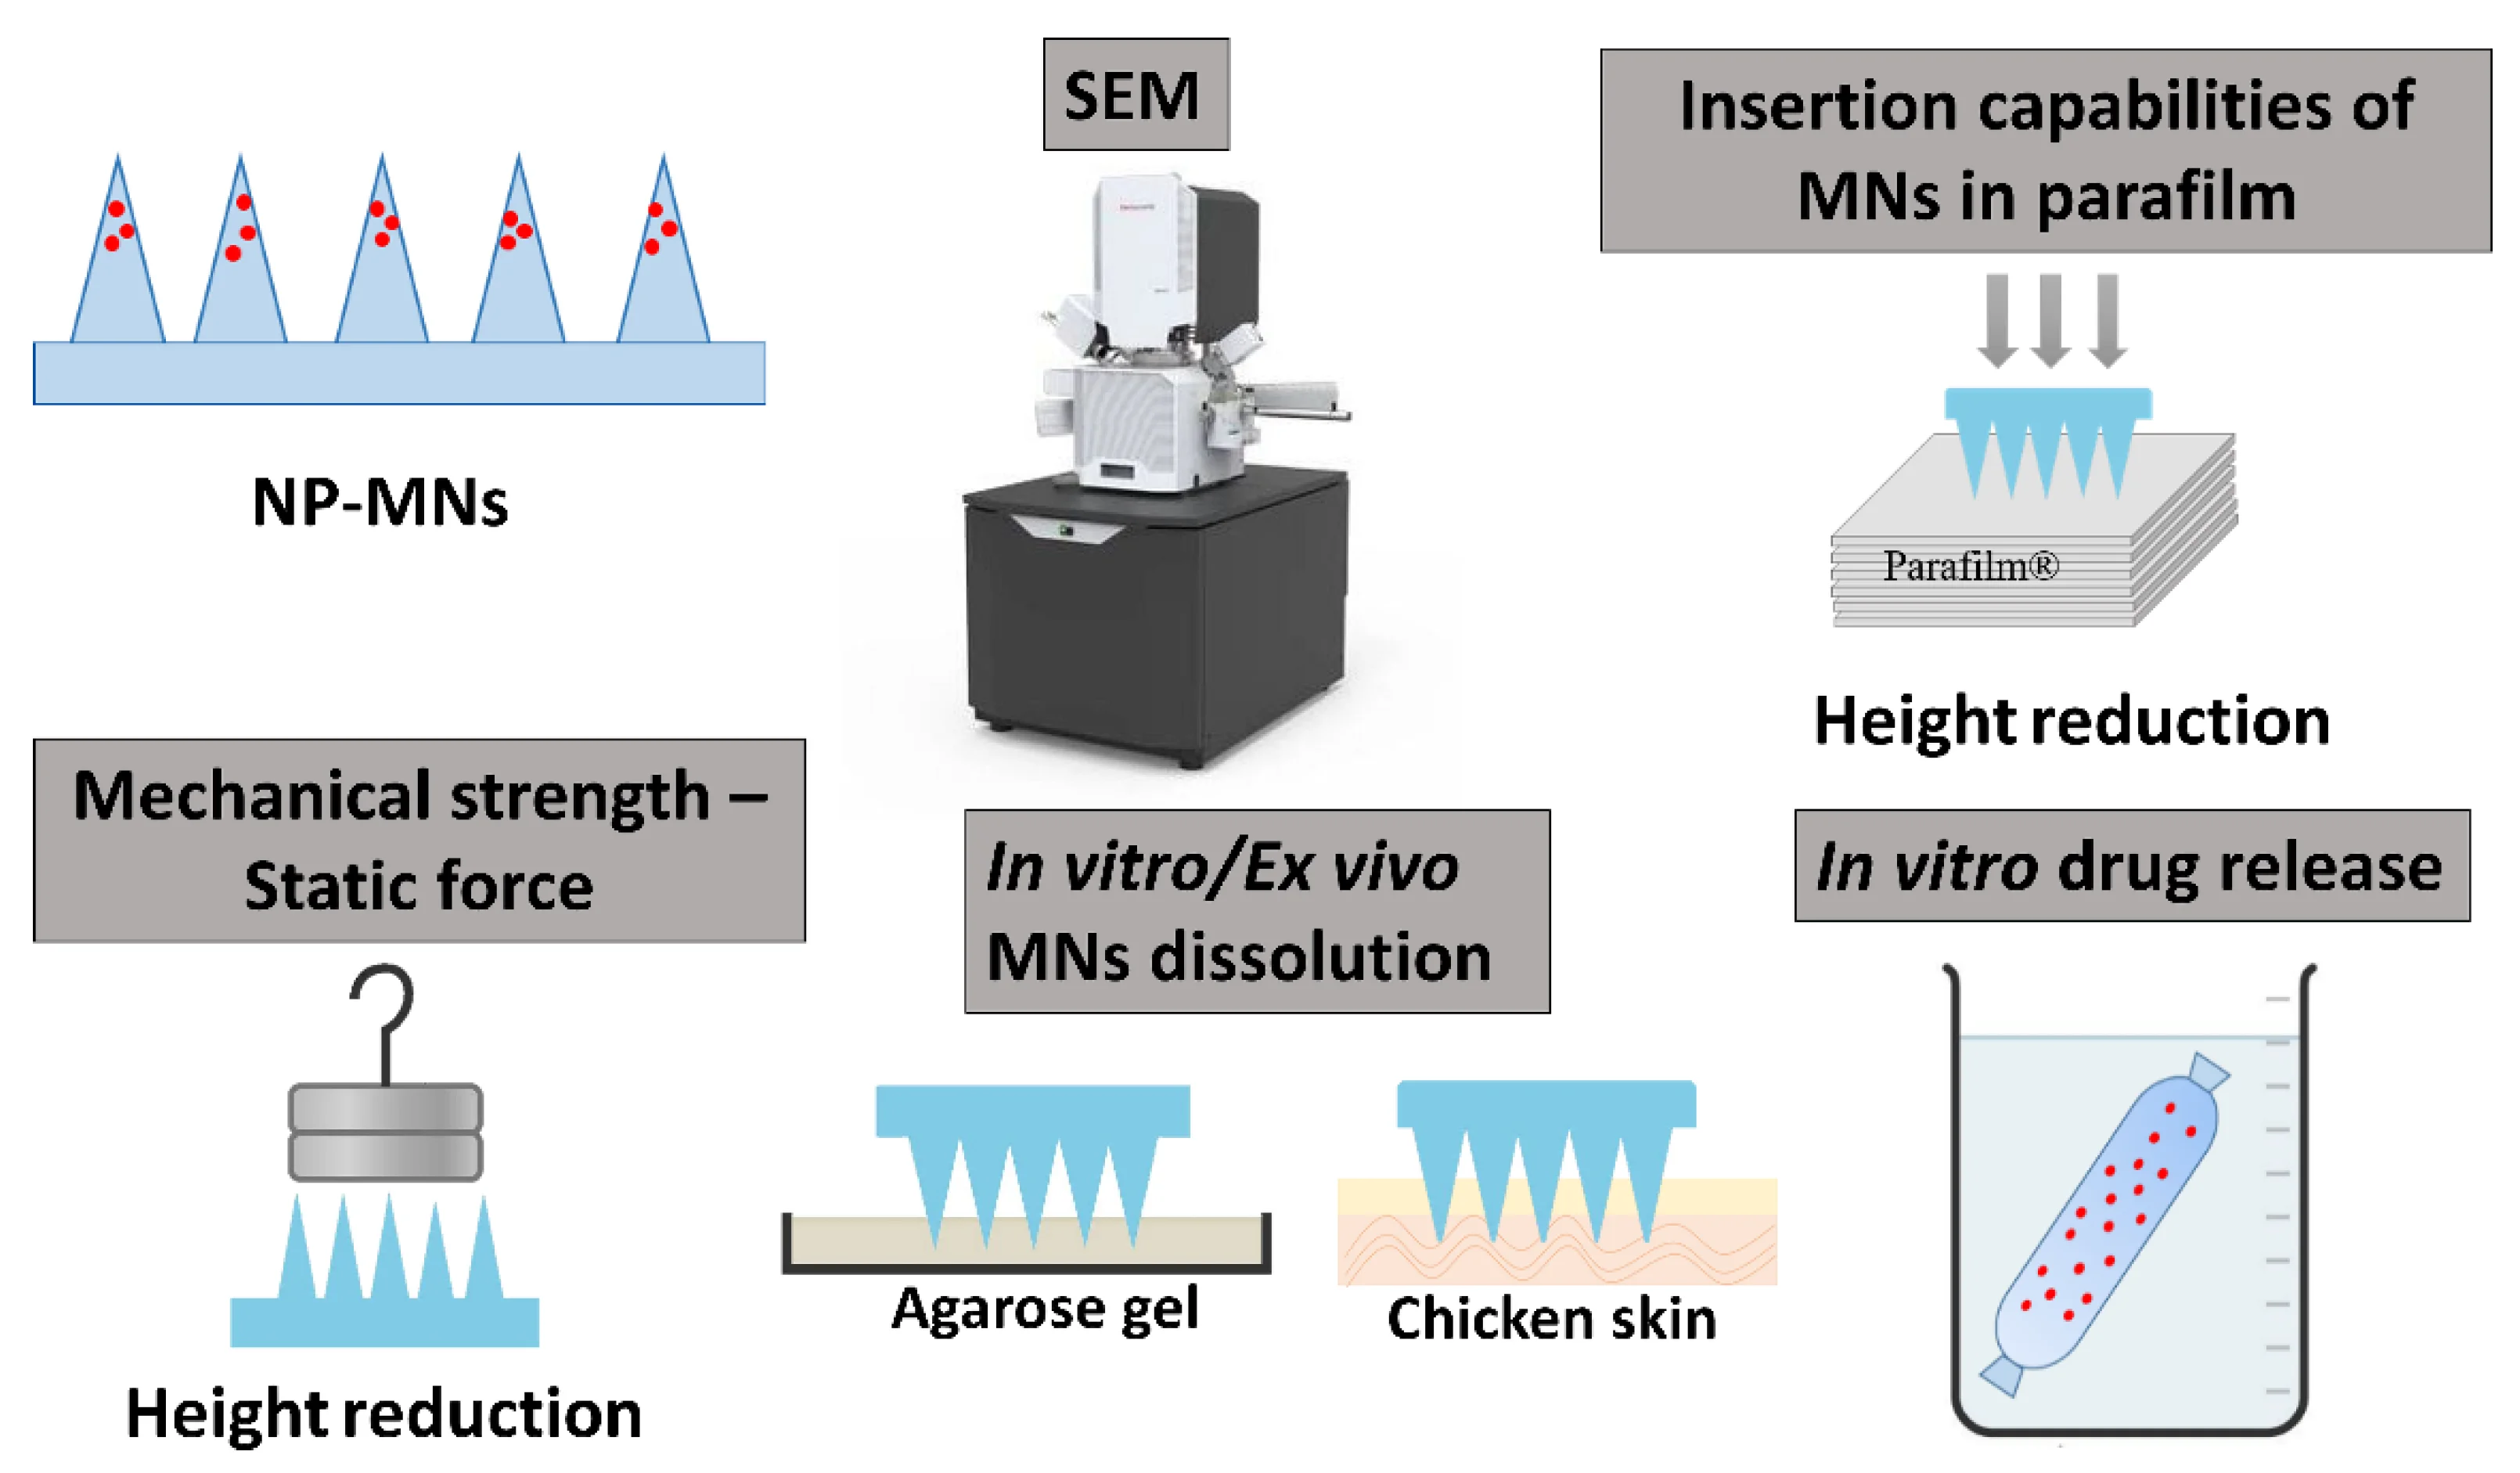 SEM
Insertion capabilities of
MNs in parafilm
NP-MNs
Parafilm®
Height reduction
Mechanical strength –
Static force
In vitro/Ex vivo
MNs dissolution
In vitro drug release
Agarose gel
Chicken skin
Height reduction